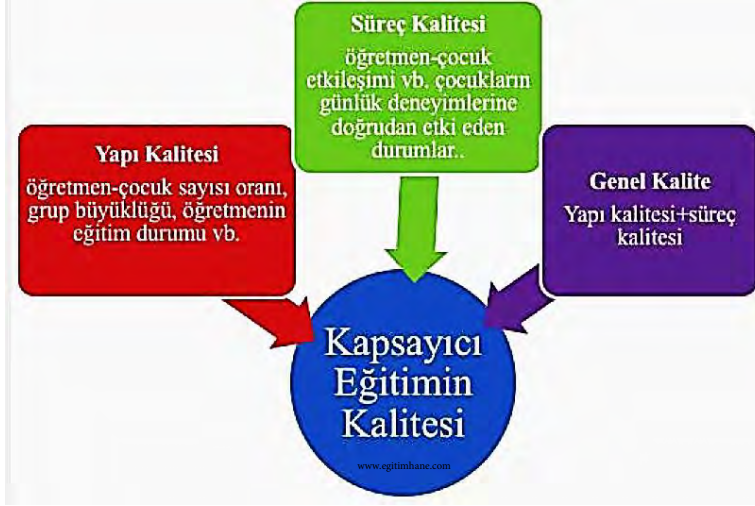 Süreç Kalitesi
öğretmen-çocuk
etkileşimi vb. çocukların
günlük deneyimlerine
doğrudan etki eden
durumlar..
Yapı Kalitesi
öğretmen-çocuk sayısı oranı,
grup büyüklüğü, öğretmenin
eğitim durumu vb.
Genel Kalite
Yapı kalitesi+süreç
kalitesi
Kapsayıcı
Eğitimin
Kalitesi
www.egitimhane.com